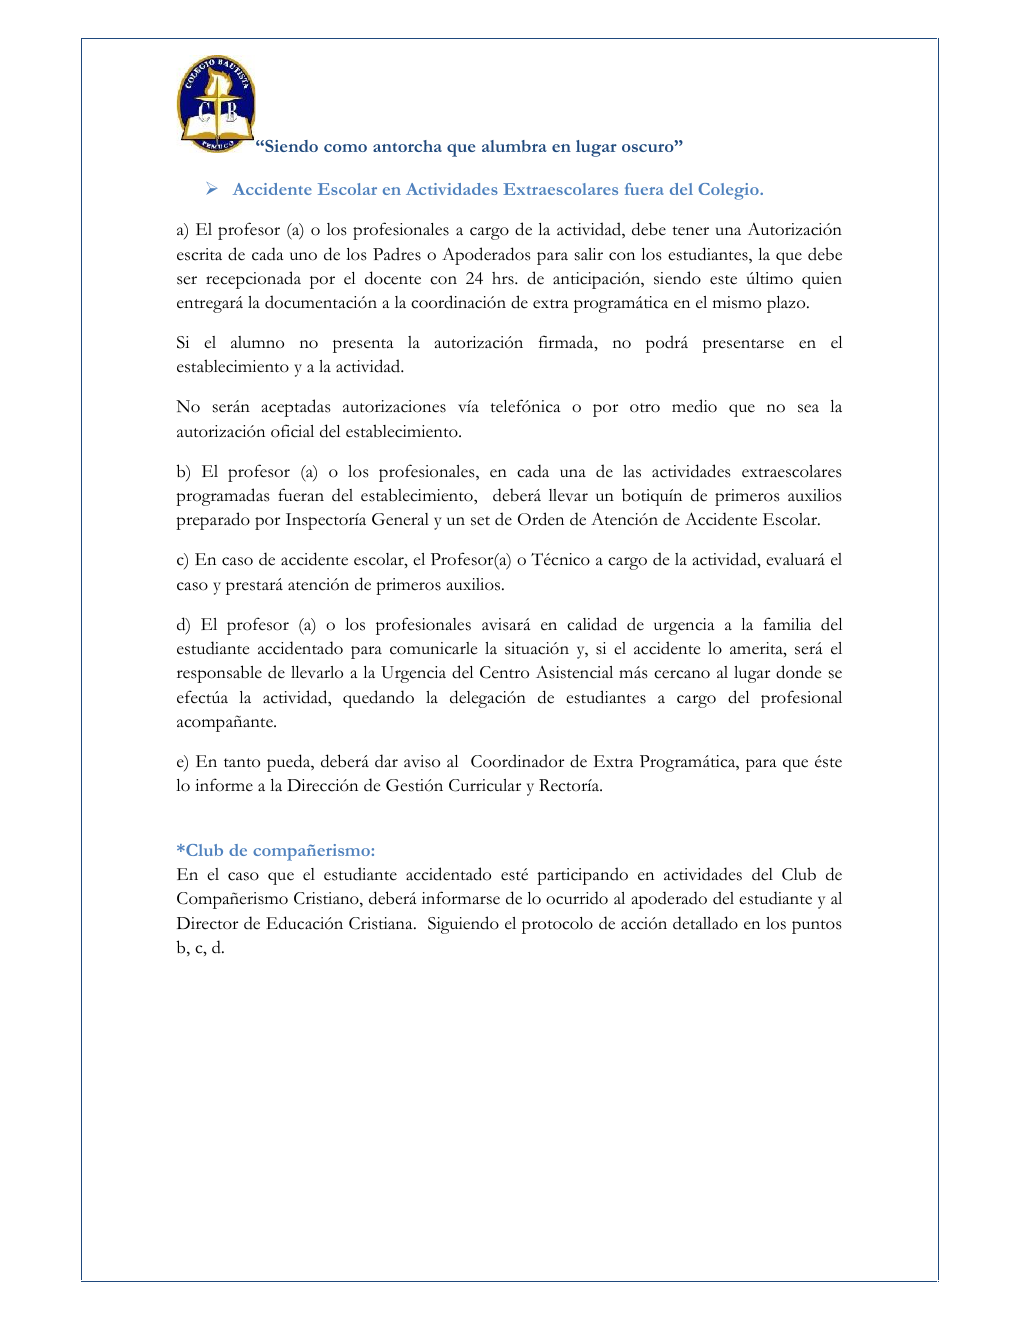 COLEGIO BAUTISTA
C B
TEMUCO
“Siendo como antorcha que alumbra en lugar oscuro”
➢ Accidente Escolar en Actividades Extraescolares fuera del Colegio.
a) El profesor (a) o los profesionales a cargo de la actividad, debe tener una Autorización
escrita de cada uno de los Padres o Apoderados para salir con los estudiantes, la que debe
ser recepcionada por el docente con 24 hrs. de anticipación, siendo este último quien
entregará la documentación a la coordinación de extra programática en el mismo plazo.
Si el alumno no presenta la autorización firmada, no podrá presentarse en el
establecimiento y a la actividad.
No serán aceptadas autorizaciones vía telefónica o por otro medio que no sea la
autorización oficial del establecimiento.
b) El profesor (a) o los profesionales, en cada una de las actividades extraescolares
programadas fueran del establecimiento,  deberá llevar un botiquín de primeros auxilios
preparado por Inspectoría General y un set de Orden de Atención de Accidente Escolar.
c) En caso de accidente escolar, el Profesor(a) o Técnico a cargo de la actividad, evaluará el
caso y prestará atención de primeros auxilios.
d) El profesor (a) o los profesionales avisará en calidad de urgencia a la familia del
estudiante accidentado para comunicarle la situación y, si el accidente lo amerita, será el
responsable de llevarlo a la Urgencia del Centro Asistencial más cercano al lugar donde se
efectúa la actividad, quedando la delegación de estudiantes a cargo del profesional
acompañante.
e) En tanto pueda, deberá dar aviso al  Coordinador de Extra Programática, para que éste
lo informe a la Dirección de Gestión Curricular y Rectoría.
*Club de compañerismo:
En el caso que el estudiante accidentado esté participando en actividades del Club de
Compañerismo Cristiano, deberá informarse de lo ocurrido al apoderado del estudiante y al
Director de Educación Cristiana.  Siguiendo el protocolo de acción detallado en los puntos
b, c, d.